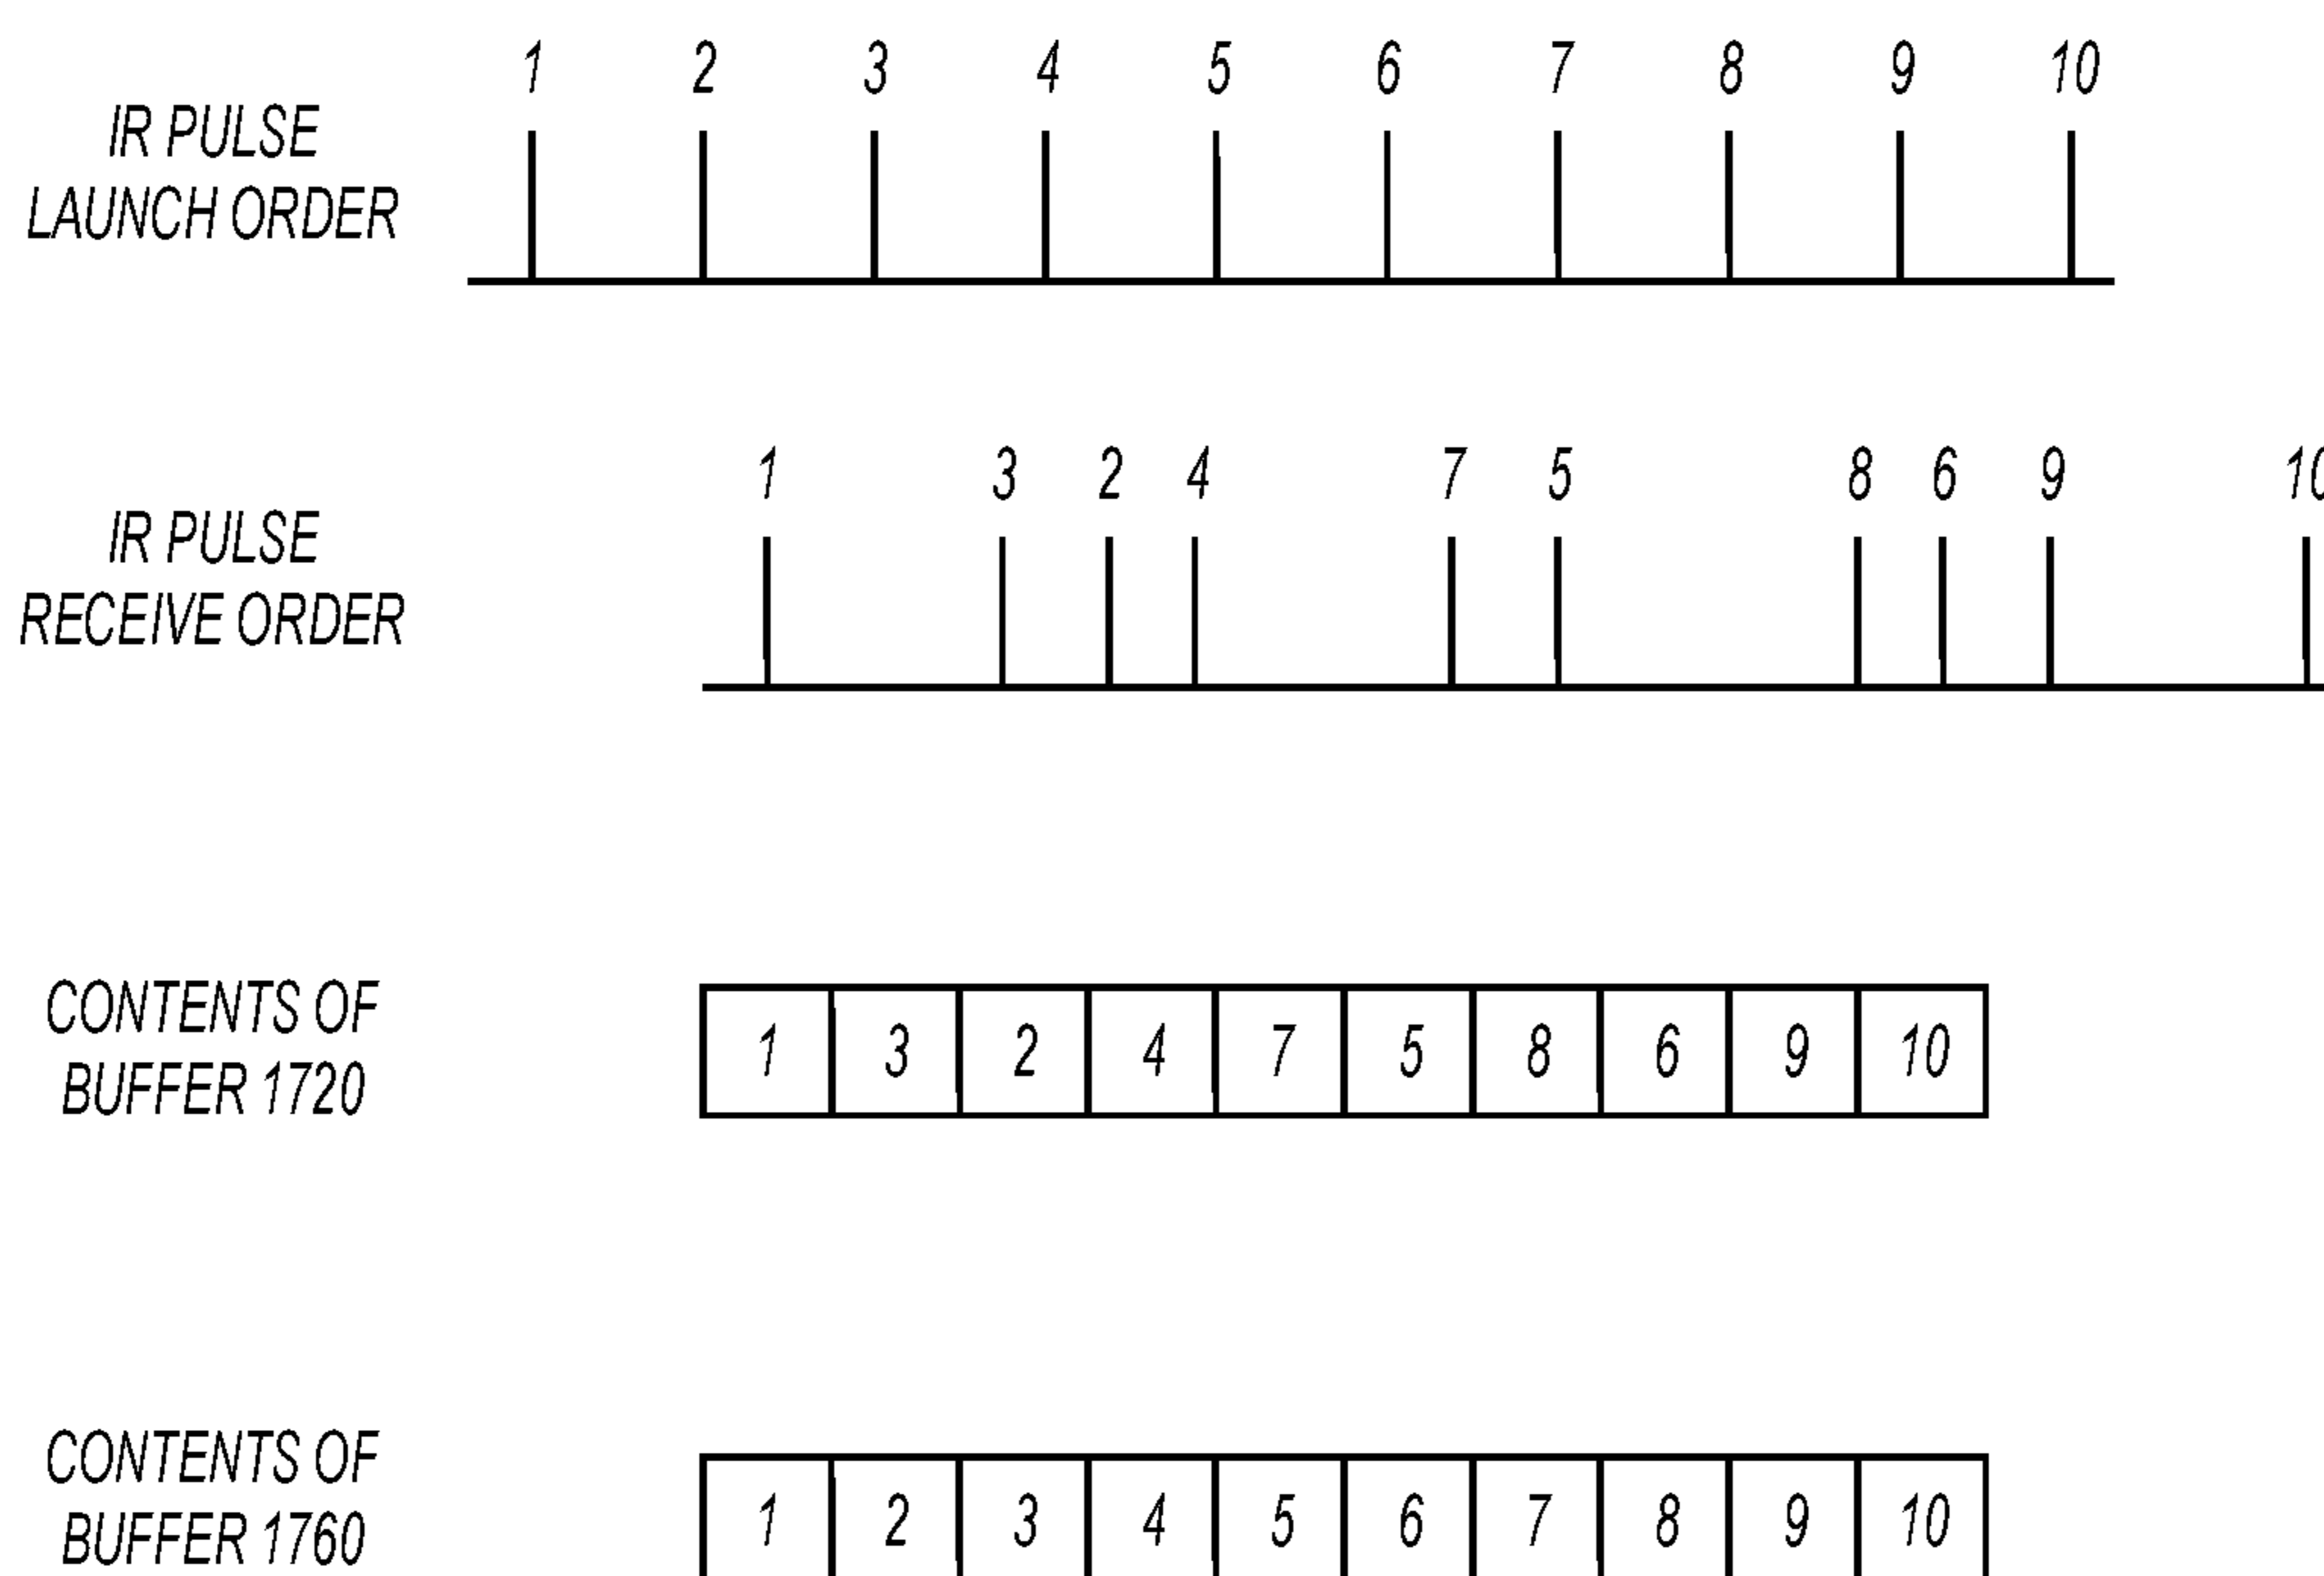 1 2 3 4 5 6 7 8 9 10
IR PULSE
LAUNCH ORDER
1 3 2 4 7 5 8 6 9 10
IR PULSE
RECEIVE ORDER
CONTENTS OF
BUFFER 1720
1 3 2 4 7 5 8 6 9 10
CONTENTS OF
BUFFER 1760
1 2 3 4 5 6 7 8 9 10